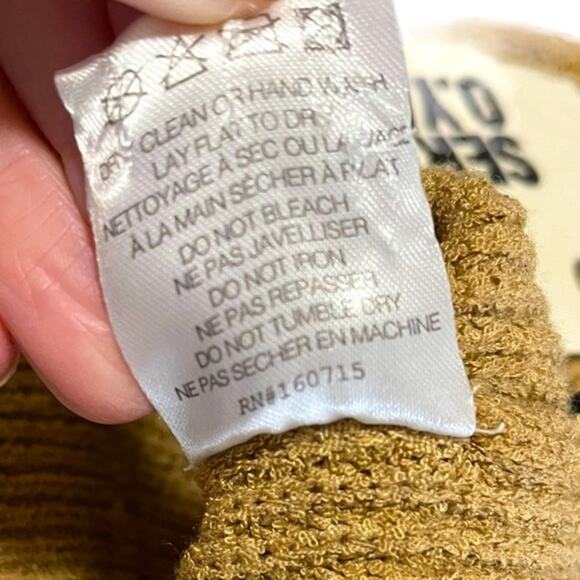 DRY CLEAN OR HAND WASH
LAY FLAT TO DRY
NETTOYAGE À SEC OU LAVAGE
À LA MAIN SÉCHER À PLAT
DO NOT BLEACH
NE PAS JAVELLISER
DO NOT IRON
NE PAS REPASSER
DO NOT TUMBLE DRY
NE PAS SECHER EN MACHINE
RN#160715